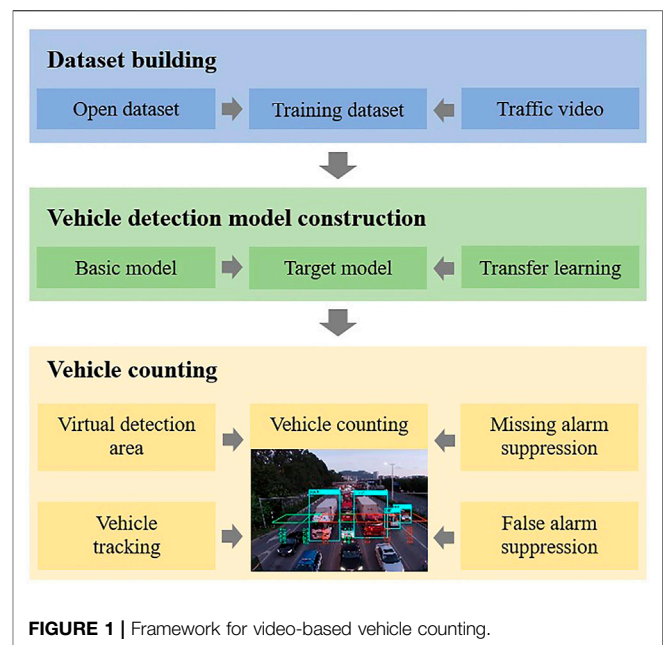 Dataset building
Open dataset
Training dataset
Traffic video
Vehicle detection model construction
Basic model
Target model
Transfer learning
Vehicle counting
Virtual detection
area
Vehicle counting
Missing alarm
suppression
Vehicle
tracking
False alarm
suppression
FIGURE 1 | Framework for video-based vehicle counting.